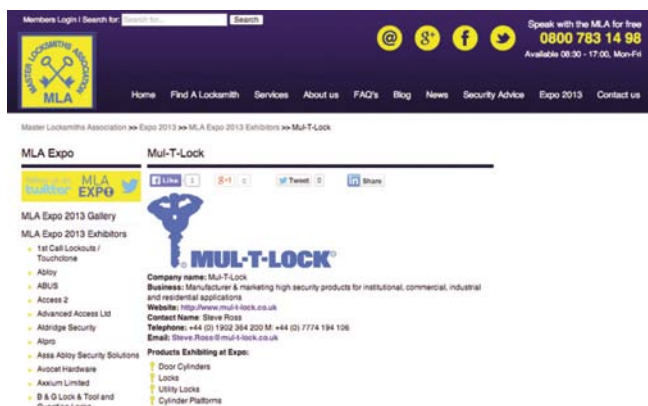 Members Login | Search for: Search for... Search
Speak with the MLA for free
0800 783 14 98
Available 08:30 - 17:00, Mon-Fri
MASTER LOCKSMITHS ASSOCIATION
MLA
Home Find A Locksmith Services About us FAQ's Blog News Security Advice Expo 2013 Contact us
Master Locksmiths Association >> Expo 2013 >> MLA Expo 2013 Exhibitors >> Mul-T-Lock
MLA Expo
twitter MLA EXPO
MLA Expo 2013 Gallery
MLA Expo 2013 Exhibitors
1st Call Lockouts /
Touchclone
Abloy
ABUS
Access 2
Advanced Access Ltd
Aldridge Security
Alpro
Assa Abloy Security Solutions
Avocet Hardware
Axxium Limited
B & G Lock & Tool and
Mul-T-Lock
Like 1 g+1 0 Tweet 0 in Share
MUL-T-LOCK®
Company name: Mul-T-Lock
Business: Manufacturer & marketing high security products for institutional, commercial, industrial
and residential applications
Website: http://www.mul-t-lock.co.uk
Contact Name: Steve Ross
Telephone: +44 (0) 1902 364 200 M: +44 (0) 7774 194 106
Email: Steve.Ross@mul-t-lock.co.uk
Products Exhibiting at Expo:
Door Cylinders
Locks
Utility Locks
Cylinder Platforms